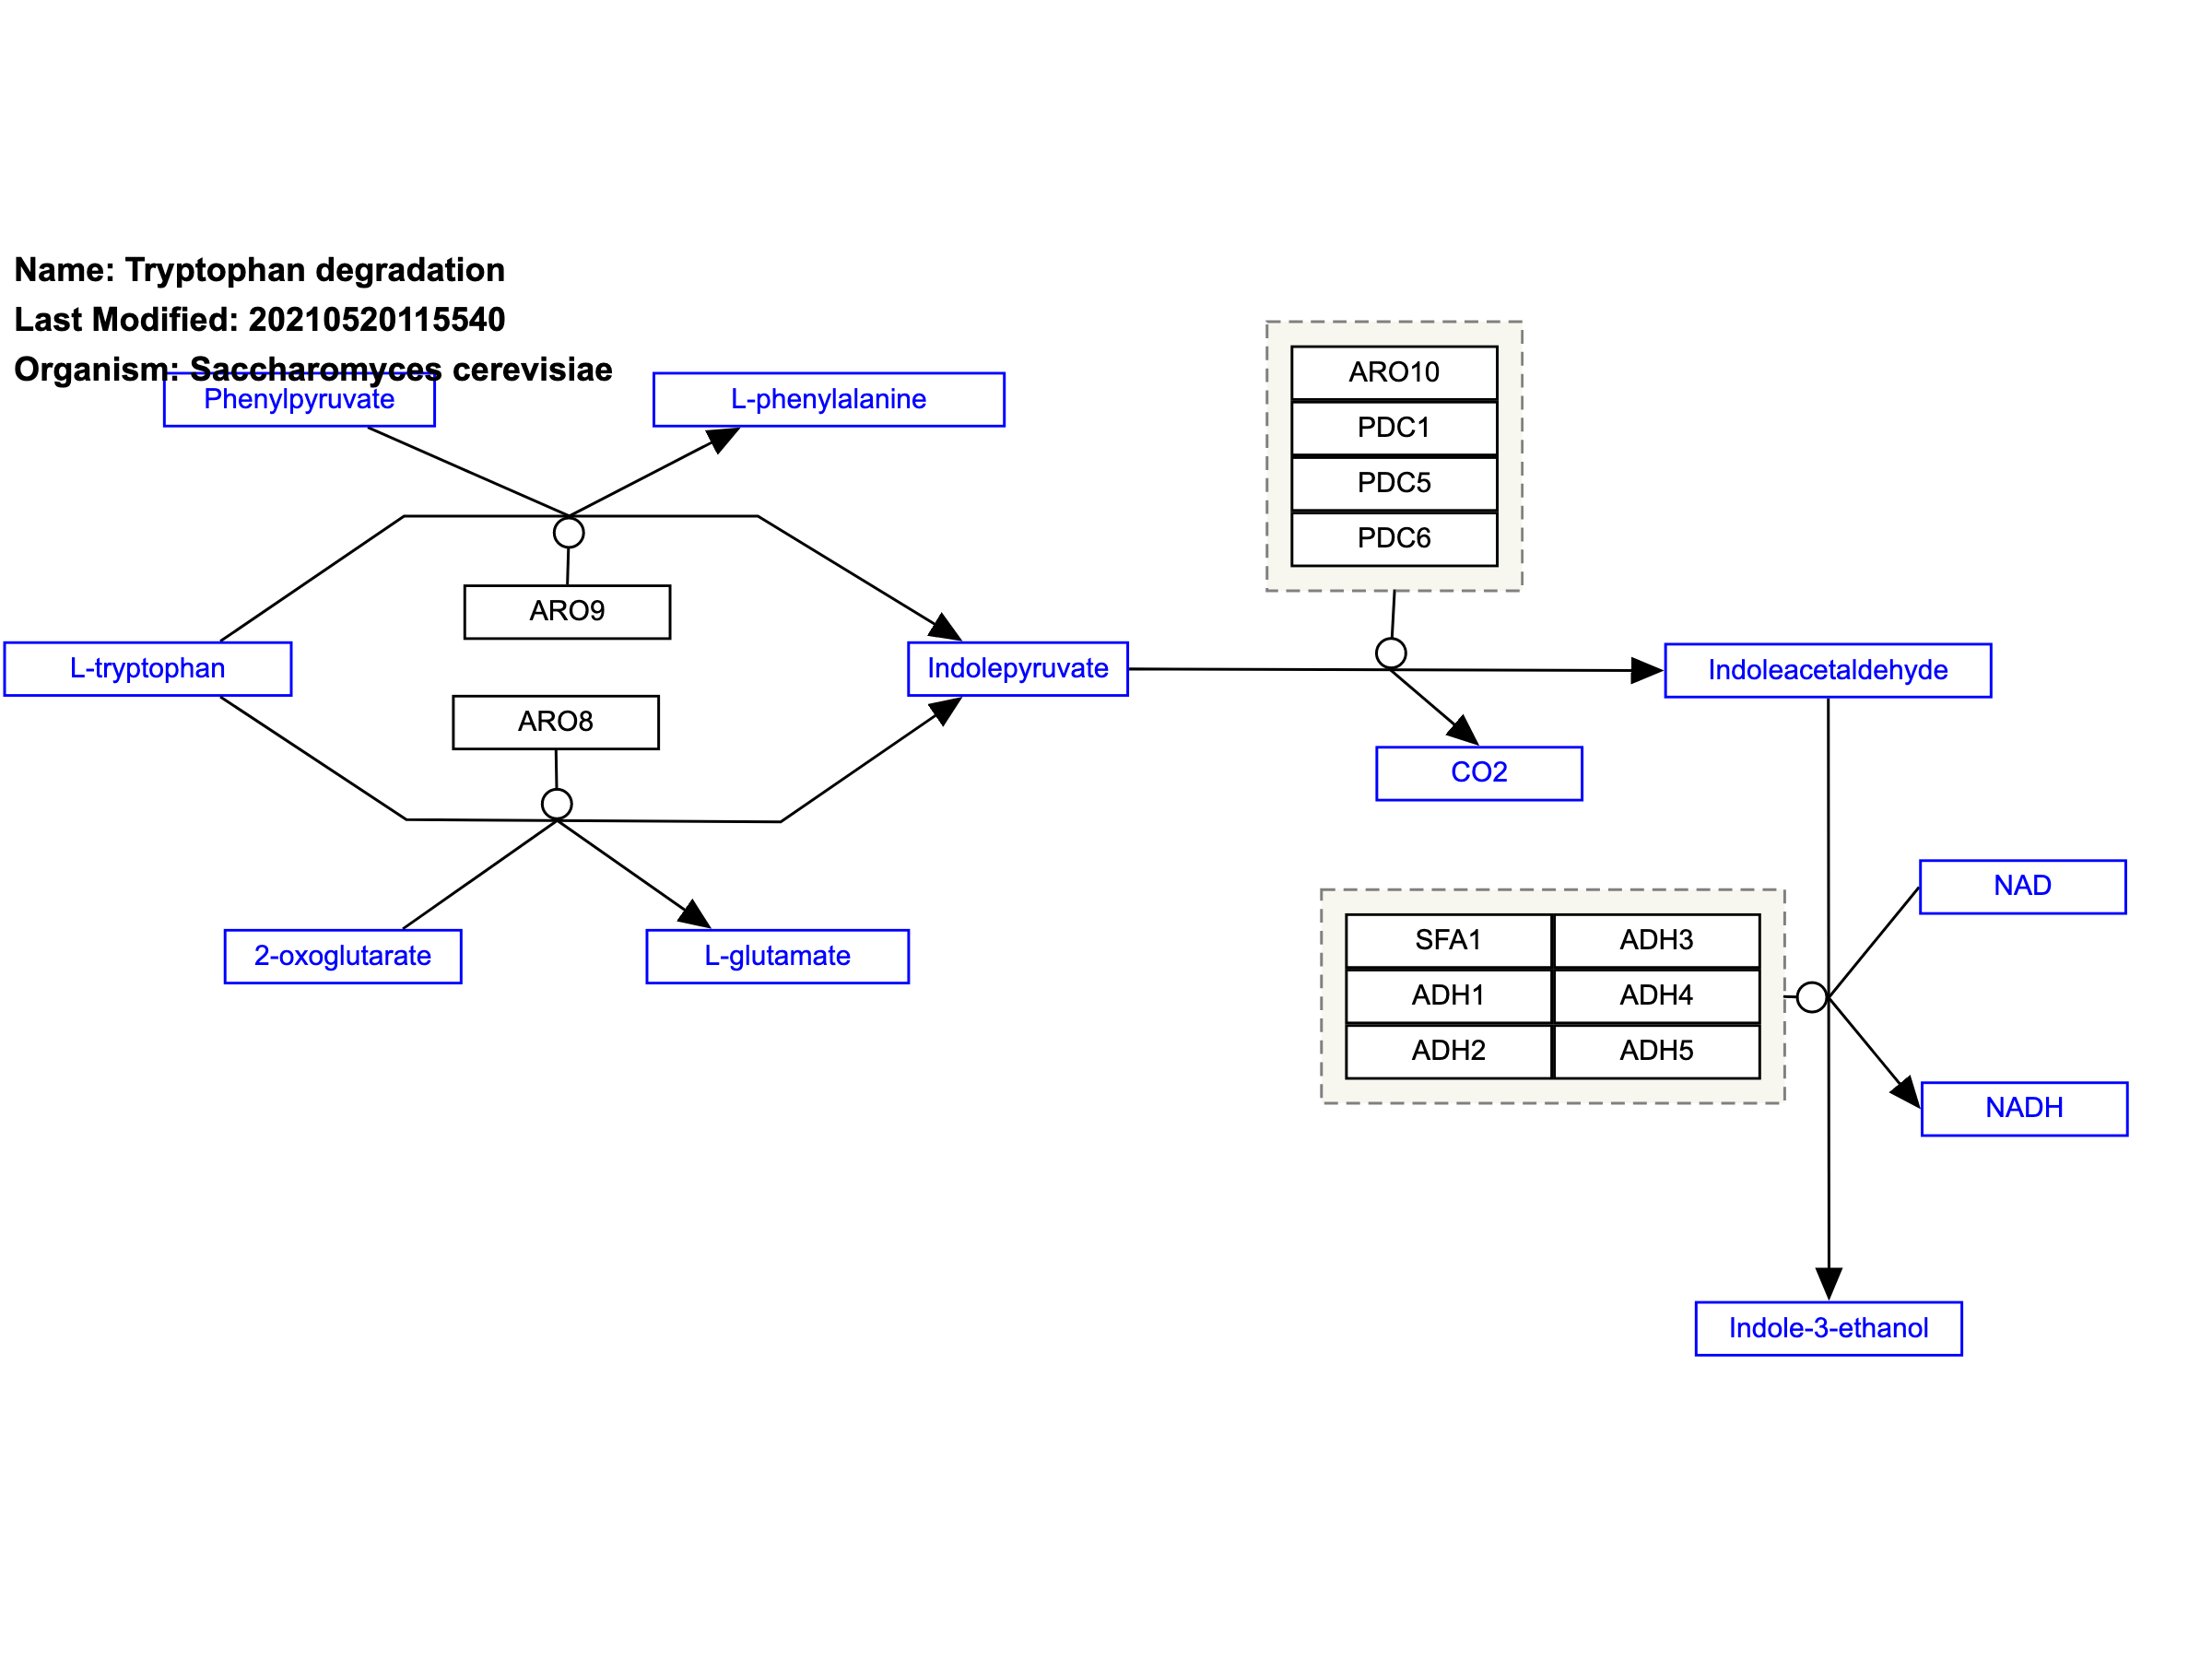 Name: Tryptophan degradation
Last Modified: 20210520115540
Organism: Saccharomyces cerevisiae
Phenylpyruvate
L-phenylalanine
ARO10
PDC1
PDC5
PDC6
ARO9
L-tryptophan
Indolepyruvate
Indoleacetaldehyde
ARO8
CO2
2-oxoglutarate
L-glutamate
NAD
SFA1 ADH3
ADH1 ADH4
ADH2 ADH5
NADH
Indole-3-ethanol